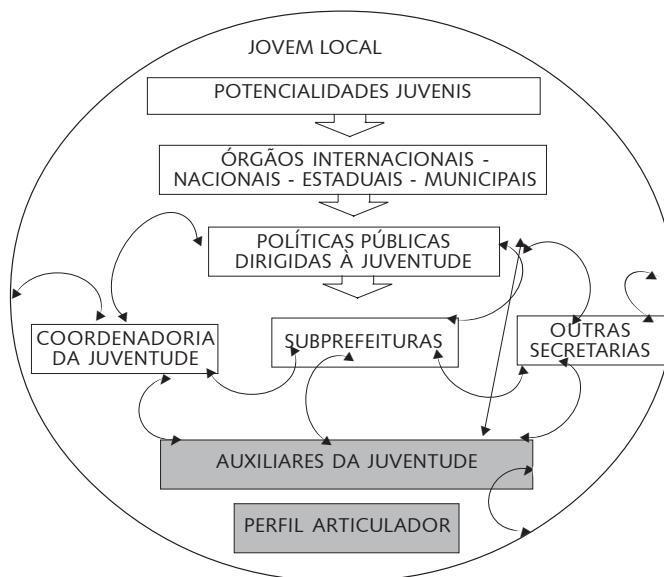 JOVEM LOCAL
POTENCIALIDADES JUVENIS
ÓRGÃOS INTERNACIONAIS -
NACIONAIS - ESTADUAIS - MUNICIPAIS
POLÍTICAS PÚBLICAS
DIRIGIDAS À JUVENTUDE
COORDENADORIA
DA JUVENTUDE
SUBPREFEITURAS
OUTRAS
SECRETARIAS
AUXILIARES DA JUVENTUDE
PERFIL ARTICULADOR